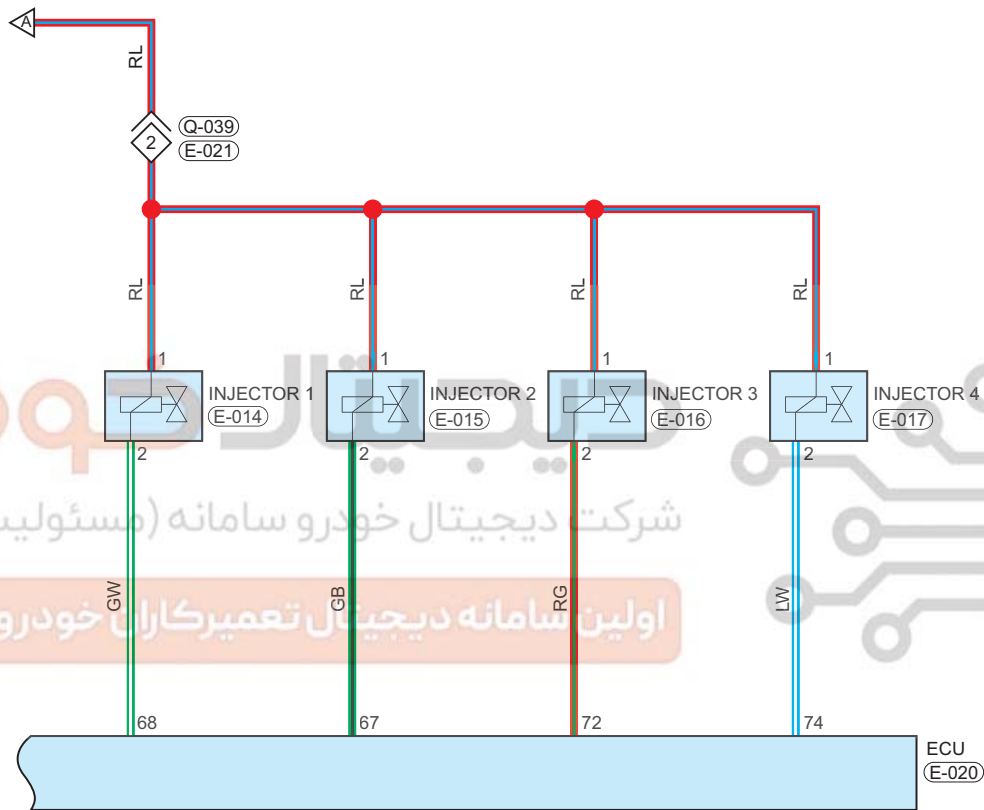 A
RL
Q-039
2
E-021
RL RL RL RL
1 1 1 1
INJECTOR 1 INJECTOR 2 INJECTOR 3 INJECTOR 4
E-014 E-015 E-016 E-017
2 2 2 2
دیجیتال خودرو
شرکت دیجیتال خودرو سامانه (مسئولیت
GW GB RG LW
اولین سامانه دیجیتال تعمیرکاران خودرو
68 67 72 74
ECU
E-020